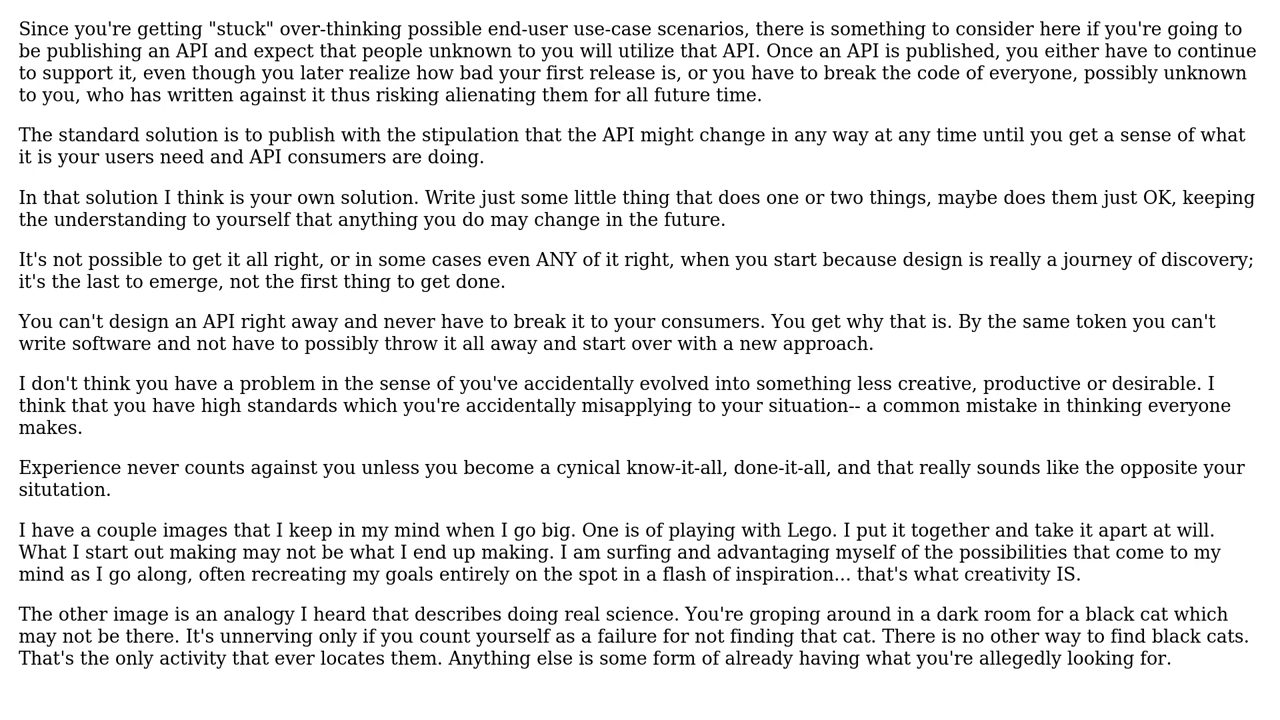 Since you're getting "stuck" over-thinking possible end-user use-case scenarios, there is something to consider here if you're going to
be publishing an API and expect that people unknown to you will utilize that API. Once an API is published, you either have to continue
to support it, even though you later realize how bad your first release is, or you have to break the code of everyone, possibly unknown
to you, who has written against it thus risking alienating them for all future time.
The standard solution is to publish with the stipulation that the API might change in any way at any time until you get a sense of what
it is your users need and API consumers are doing.
In that solution I think is your own solution. Write just some little thing that does one or two things, maybe does them just OK, keeping
the understanding to yourself that anything you do may change in the future.
It's not possible to get it all right, or in some cases even ANY of it right, when you start because design is really a journey of discovery;
it's the last to emerge, not the first thing to get done.
You can't design an API right away and never have to break it to your consumers. You get why that is. By the same token you can't
write software and not have to possibly throw it all away and start over with a new approach.
I don't think you have a problem in the sense of you've accidentally evolved into something less creative, productive or desirable. I
think that you have high standards which you're accidentally misapplying to your situation-- a common mistake in thinking everyone
makes.
Experience never counts against you unless you become a cynical know-it-all, done-it-all, and that really sounds like the opposite your
situtation.
I have a couple images that I keep in my mind when I go big. One is of playing with Lego. I put it together and take it apart at will.
What I start out making may not be what I end up making. I am surfing and advantaging myself of the possibilities that come to my
mind as I go along, often recreating my goals entirely on the spot in a flash of inspiration... that's what creativity IS.
The other image is an analogy I heard that describes doing real science. You're groping around in a dark room for a black cat which
may not be there. It's unnerving only if you count yourself as a failure for not finding that cat. There is no other way to find black cats.
That's the only activity that ever locates them. Anything else is some form of already having what you're allegedly looking for.